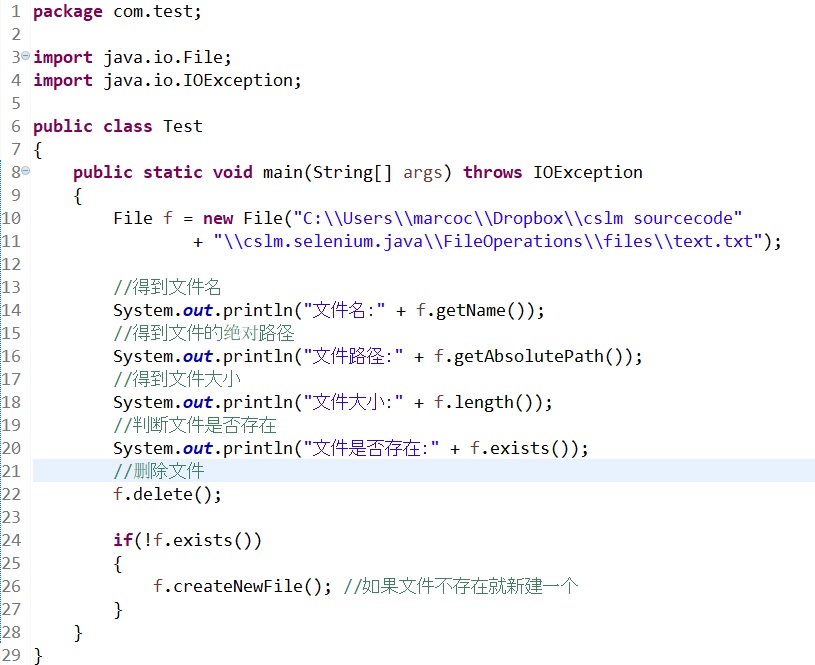 1 package com.test;
2
3 import java.io.File;
4 import java.io.IOException;
5
6 public class Test
7 {
8     public static void main(String[] args) throws IOException
9     {
10         File f = new File("C:\\Users\\marcoc\\Dropbox\\cslm sourcecode"
11                 + "\\cslm.selenium.java\\FileOperations\\files\\text.txt");
12
13         //得到文件名
14         System.out.println("文件名:" + f.getName());
15         //得到文件的绝对路径
16         System.out.println("文件路径:" + f.getAbsolutePath());
17         //得到文件大小
18         System.out.println("文件大小:" + f.length());
19         //判断文件是否存在
20         System.out.println("文件是否存在:" + f.exists());
21         //删除文件
22         f.delete();
23
24         if(!f.exists())
25         {
26             f.createNewFile(); //如果文件不存在就新建一个
27         }
28     }
29 }